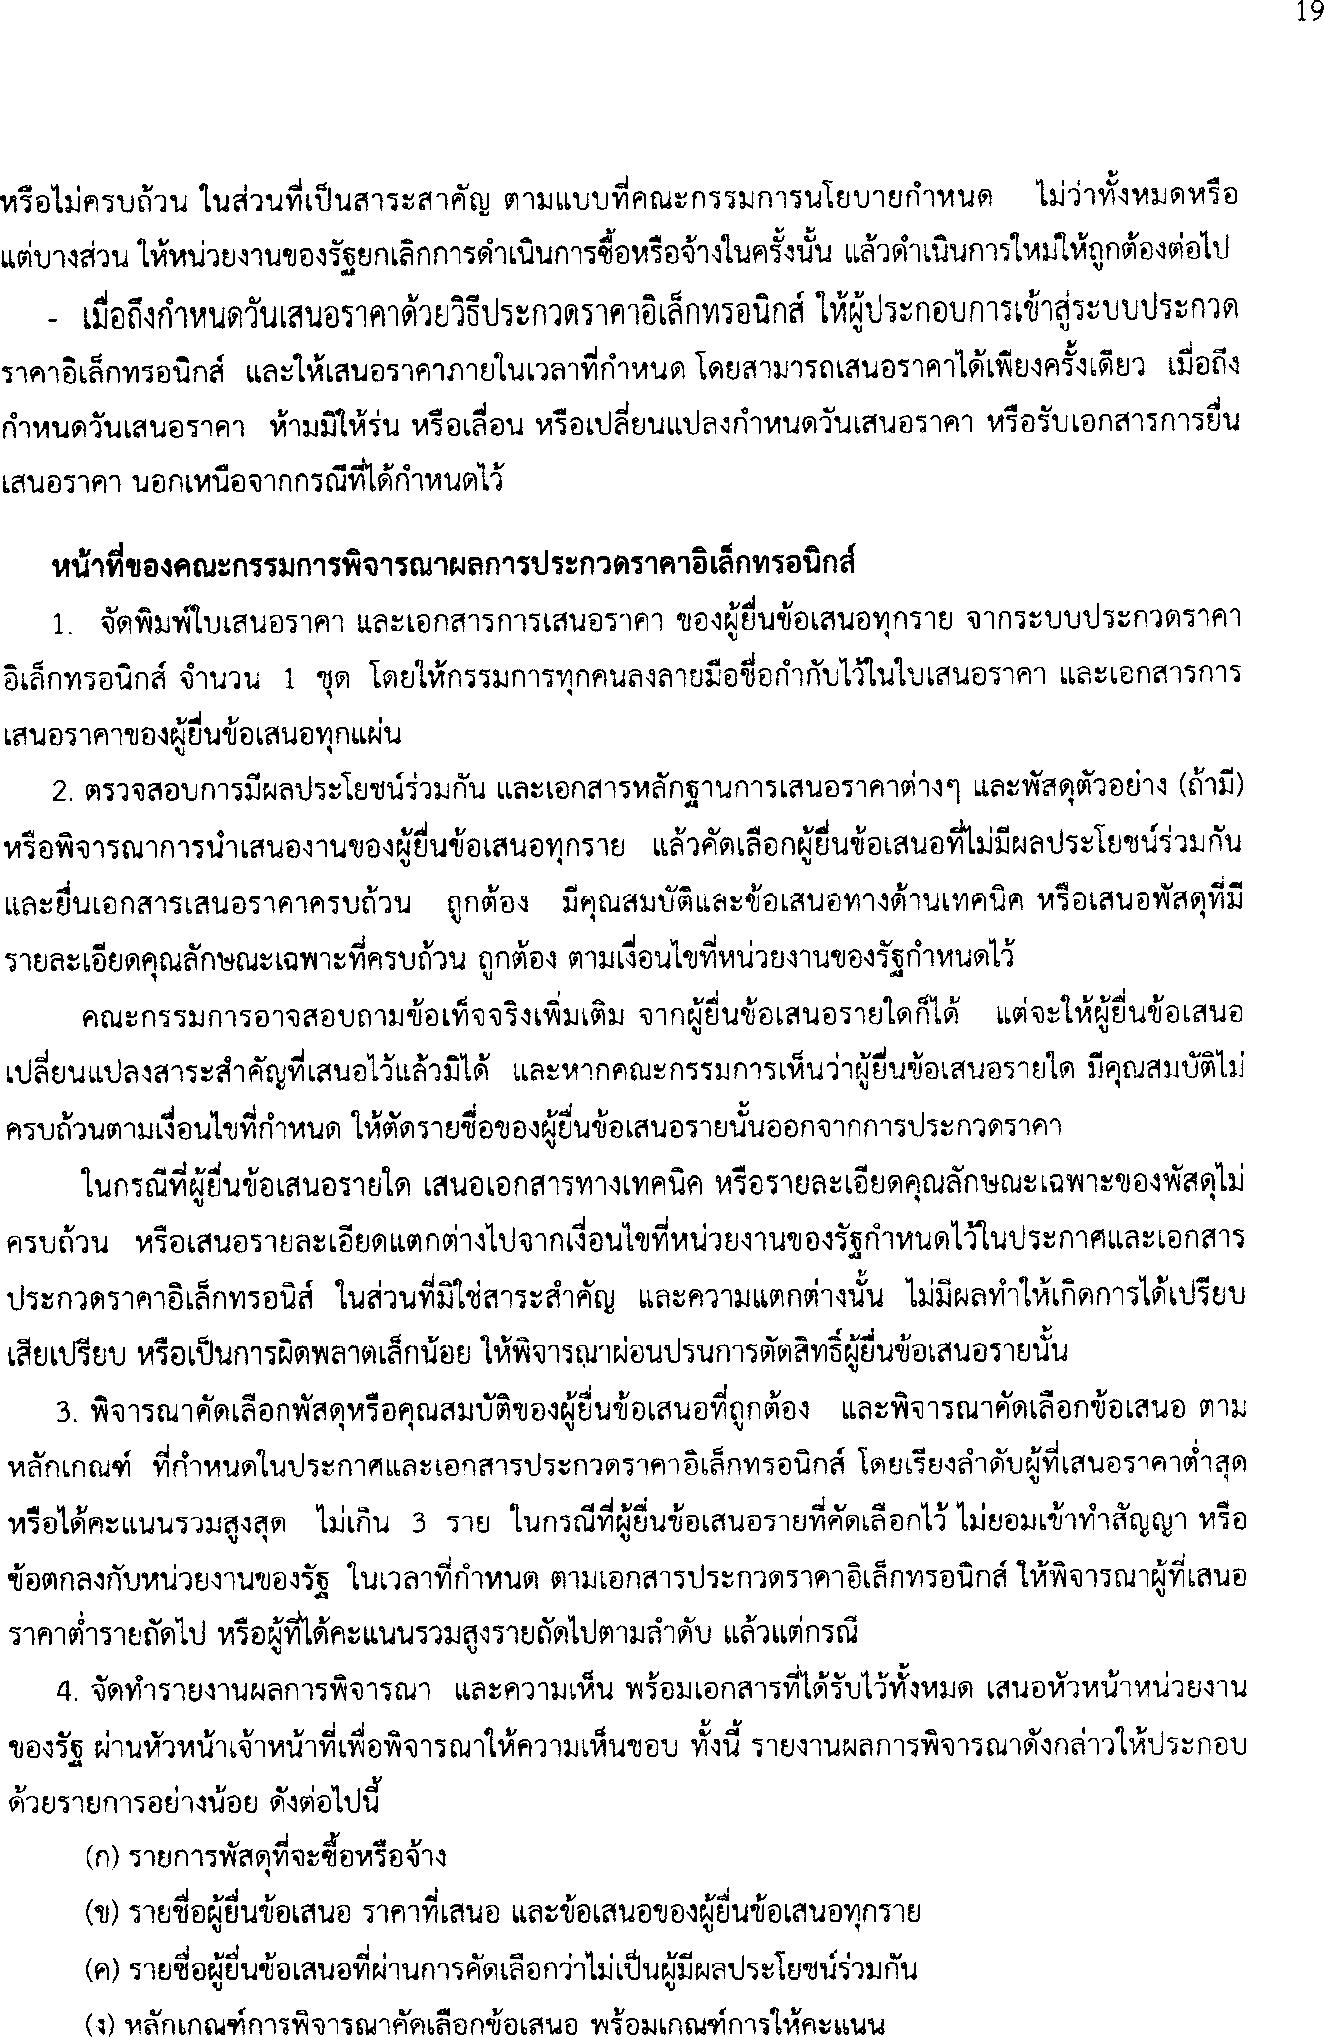 19
หรือไม่ครบถ้วน ในส่วนที่เป็นสาระสาคัญ ตามแบบที่คณะกรรมการนโยบายกำหนด ไม่ว่าทั้งหมดหรือ
แต่บางส่วน ให้หน่วยงานของรัฐยกเลิกการดำเนินการซื้อหรือจ้างในครั้งนั้น แล้วดำเนินการใหม่ให้ถูกต้องต่อไป
- เมื่อถึงกำหนดวันเสนอราคาด้วยวิธีประกวดราคาอิเล็กทรอนิกส์ ให้ผู้ประกอบการเข้าสู่ระบบประกวด
ราคาอิเล็กทรอนิกส์ และให้เสนอราคาภายในเวลาที่กำหนด โดยสามารถเสนอราคาได้เพียงครั้งเดียว เมื่อถึง
กำหนดวันเสนอราคา ห้ามมิให้ร่น หรือเลื่อน หรือเปลี่ยนแปลงกำหนดวันเสนอราคา หรือรับเอกสารการยื่น
เสนอราคา นอกเหนือจากกรณีที่ได้กำหนดไว้
หน้าที่ของคณะกรรมการพิจารณาผลการประกวดราคาอิเล็กทรอนิกส์
1. จัดพิมพ์ใบเสนอราคา และเอกสารการเสนอราคา ของผู้ยื่นข้อเสนอทุกราย จากระบบประกวดราคา
อิเล็กทรอนิกส์ จำนวน 1 ชุด โดยให้กรรมการทุกคนลงลายมือชื่อกำกับไว้ในใบเสนอราคา และเอกสารการ
เสนอราคาของผู้ยื่นข้อเสนอทุกแผ่น
2. ตรวจสอบการมีผลประโยชน์ร่วมกัน และเอกสารหลักฐานการเสนอราคาต่างๆ และพัสดุตัวอย่าง (ถ้ามี)
หรือพิจารณาการนำเสนองานของผู้ยื่นข้อเสนอทุกราย แล้วคัดเลือกผู้ยื่นข้อเสนอที่ไม่มีผลประโยชน์ร่วมกัน
และยื่นเอกสารเสนอราคาครบถ้วน ถูกต้อง มีคุณสมบัติและข้อเสนอทางด้านเทคนิค หรือเสนอพัสดุที่มี
รายละเอียดคุณลักษณะเฉพาะที่ครบถ้วน ถูกต้อง ตามเงื่อนไขที่หน่วยงานของรัฐกำหนดไว้
คณะกรรมการอาจสอบถามข้อเท็จจริงเพิ่มเติม จากผู้ยื่นข้อเสนอรายใดก็ได้ แต่จะให้ผู้ยื่นข้อเสนอ
เปลี่ยนแปลงสาระสำคัญที่เสนอไว้แล้วมิได้ และหากคณะกรรมการเห็นว่าผู้ยื่นข้อเสนอรายใด มีคุณสมบัติไม่
ครบถ้วนตามเงื่อนไขที่กำหนด ให้ตัดรายชื่อของผู้ยื่นข้อเสนอรายนั้นออกจากการประกวดราคา
ในกรณีที่ผู้ยื่นข้อเสนอรายใด เสนอเอกสารทางเทคนิค หรือรายละเอียดคุณลักษณะเฉพาะของพัสดุไม่
ครบถ้วน หรือเสนอรายละเอียดแตกต่างไปจากเงื่อนไขที่หน่วยงานของรัฐกำหนดไว้ในประกาศและเอกสาร
ประกวดราคาอิเล็กทรอนิส์ ในส่วนที่มิใช่สาระสำคัญ และความแตกต่างนั้น ไม่มีผลทำให้เกิดการได้เปรียบ
เสียเปรียบ หรือเป็นการผิดพลาดเล็กน้อย ให้พิจารณาผ่อนปรนการตัดสิทธิ์ผู้ยื่นข้อเสนอรายนั้น
3. พิจารณาคัดเลือกพัสดุหรือคุณสมบัติของผู้ยื่นข้อเสนอที่ถูกต้อง และพิจารณาคัดเลือกข้อเสนอ ตาม
หลักเกณฑ์ ที่กำหนดในประกาศและเอกสารประกวดราคาอิเล็กทรอนิกส์ โดยเรียงลำดับผู้ที่เสนอราคาต่ำสุด
หรือได้คะแนนรวมสูงสุด ไม่เกิน 3 ราย ในกรณีที่ผู้ยื่นข้อเสนอรายที่คัดเลือกไว้ ไม่ยอมเข้าทำสัญญา หรือ
ข้อตกลงกับหน่วยงานของรัฐ ในเวลาที่กำหนด ตามเอกสารประกวดราคาอิเล็กทรอนิกส์ ให้พิจารณาผู้ที่เสนอ
ราคาต่ำรายถัดไป หรือผู้ที่ได้คะแนนรวมสูงรายถัดไปตามลำดับ แล้วแต่กรณี
4. จัดทำรายงานผลการพิจารณา และความเห็น พร้อมเอกสารที่ได้รับไว้ทั้งหมด เสนอหัวหน้าหน่วยงาน
ของรัฐ ผ่านหัวหน้าเจ้าหน้าที่เพื่อพิจารณาให้ความเห็นชอบ ทั้งนี้ รายงานผลการพิจารณาดังกล่าวให้ประกอบ
ด้วยรายการอย่างน้อย ดังต่อไปนี้
(ก) รายการพัสดุที่จะซื้อหรือจ้าง
(ข) รายชื่อผู้ยื่นข้อเสนอ ราคาที่เสนอ และข้อเสนอของผู้ยื่นข้อเสนอทุกราย
(ค) รายชื่อผู้ยื่นข้อเสนอที่ผ่านการคัดเลือกว่าไม่เป็นผู้มีผลประโยชน์ร่วมกัน
(ง) หลักเกณฑ์การพิจารณาคัดเลือกข้อเสนอ พร้อมเกณฑ์การให้คะแนน